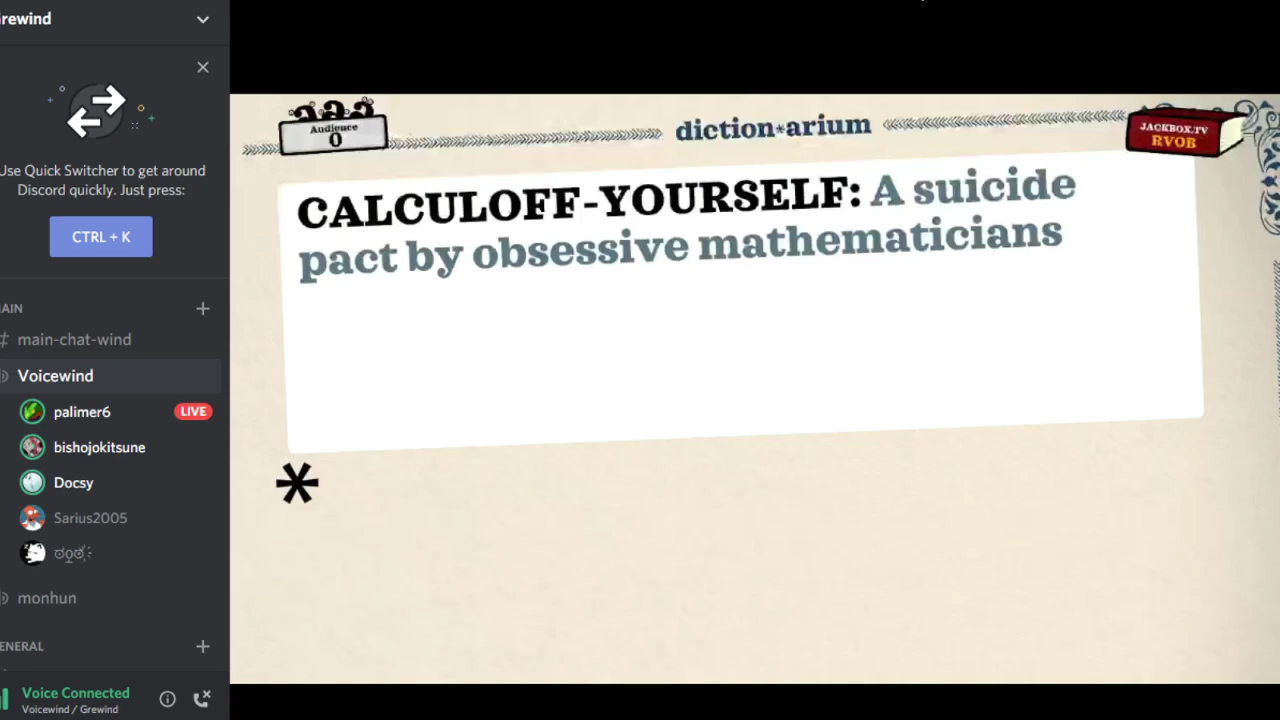 rewind
Use Quick Switcher to get around
Discord quickly. Just press:
CTRL + K
AIN
main-chat-wind
Voicewind
palimer6 LIVE
bishojokitsune
Docsy
Sarius2005
monhun
ENERAL
Voice Connected
Voicewind / Grewind
Audience
0
diction*arium
JACKBOX.TV
RVOB
CALCULOFF-YOURSELF: A suicide
pact by obsessive mathematicians
*